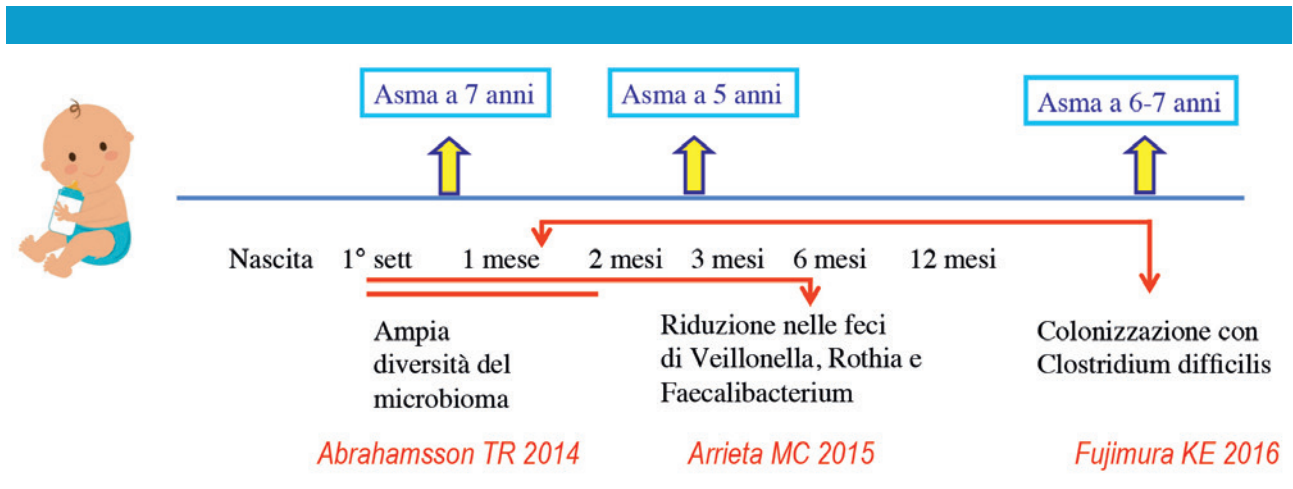 Asma a 7 anni
Asma a 5 anni
Asma a 6-7 anni
Nascita 1° sett 1 mese 2 mesi 3 mesi 6 mesi 12 mesi
Ampia
diversità del
microbioma
Riduzione nelle feci
di Veillonella, Rothia e
Faecalibacterium
Colonizzazione con
Clostridium difficilis
Abrahamsson TR 2014
Arrieta MC 2015
Fujimura KE 2016